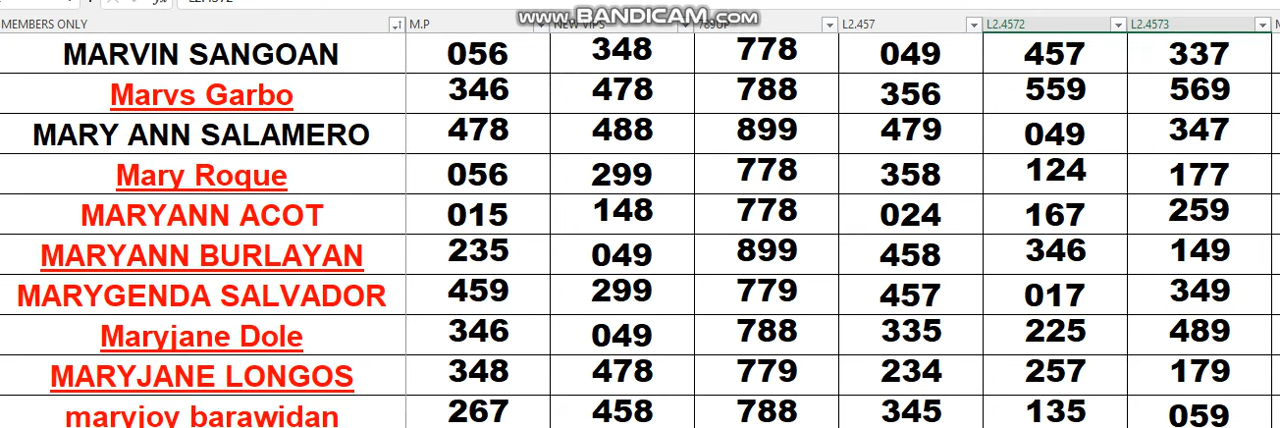 www.BANDICAM.com
MEMBERS ONLY M.P NEW VIPS 789UP L2.457 L2.4572 L2.4573
MARVIN SANGOAN 056 348 778 049 457 337
Marvs Garbo 346 478 788 356 559 569
MARY ANN SALAMERO 478 488 899 479 049 347
Mary Roque 056 299 778 358 124 177
MARYANN ACOT 015 148 778 024 167 259
MARYANN BURLAYAN 235 049 899 458 346 149
MARYGENDA SALVADOR 459 299 779 457 017 349
Maryjane Dole 346 049 788 335 225 489
MARYJANE LONGOS 348 478 779 234 257 179
maryjoy barawidan 267 458 788 345 135 059